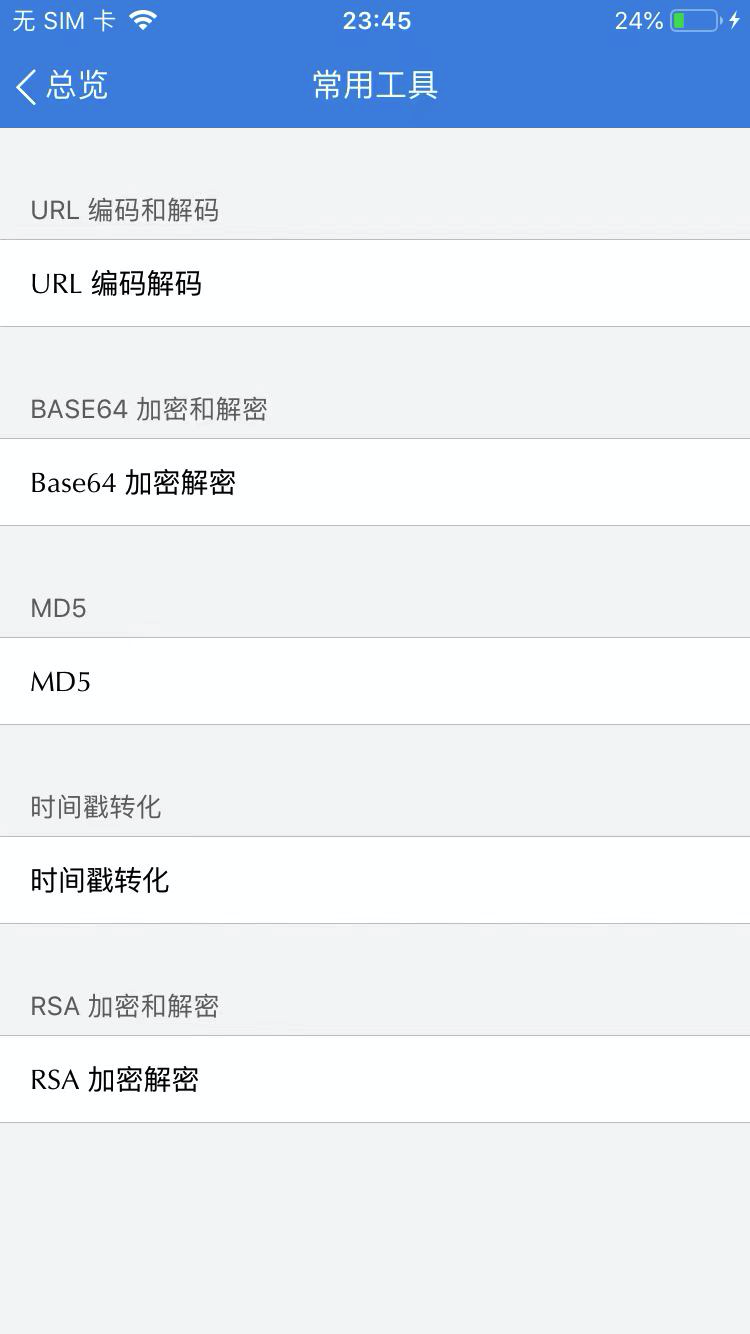 无 SIM 卡 23:45 24%
总览 常用工具
URL 编码和解码
URL 编码解码
BASE64 加密和解密
Base64 加密解密
MD5
MD5
时间戳转化
时间戳转化
RSA 加密和解密
RSA 加密解密